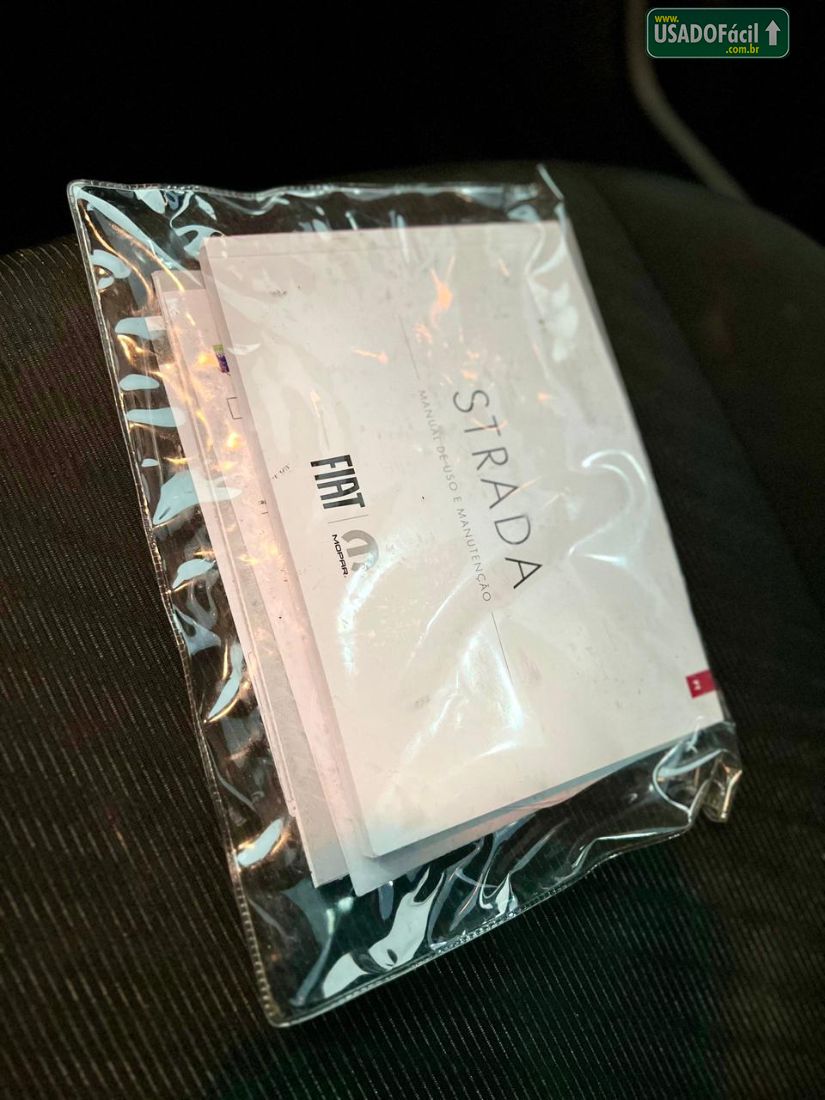 www.
USADOFácil
.com.br
STRADA
MANUAL DE USO E MANUTENÇÃO
FIAT
MOPAR